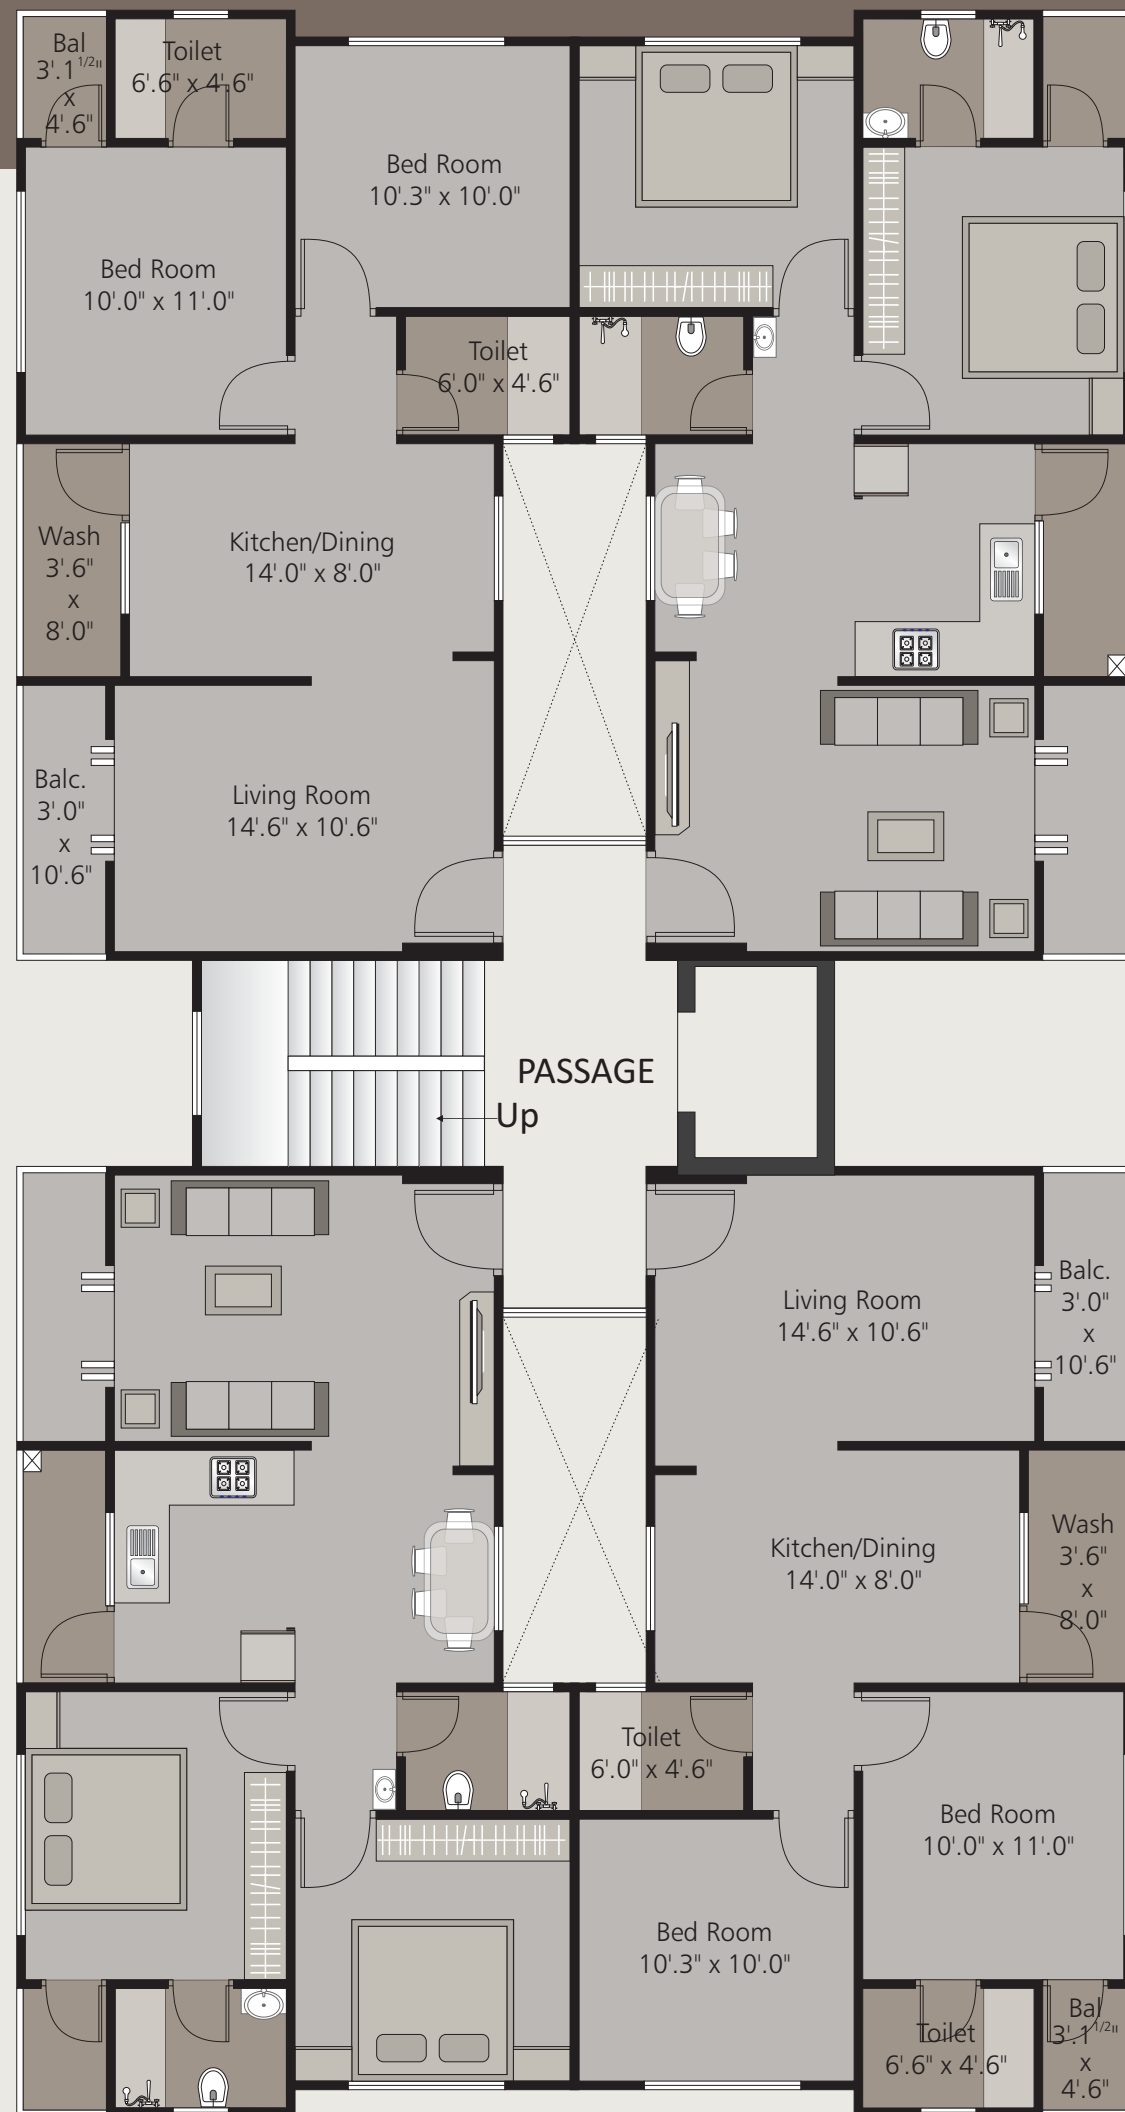 Bal
3'.1 1/2"
x
4'.6"
Toilet
6'.6" x 4'.6"
Bed Room
10'.3" x 10'.0"
Bed Room
10'.0" x 11'.0"
Toilet
6'.0" x 4'.6"
Wash
3'.6"
x
8'.0"
Kitchen/Dining
14'.0" x 8'.0"
Balc.
3'.0"
x
10'.6"
Living Room
14'.6" x 10'.6"
PASSAGE
Up
Living Room
14'.6" x 10'.6"
Balc.
3'.0"
x
10'.6"
Kitchen/Dining
14'.0" x 8'.0"
Wash
3'.6"
x
8'.0"
Toilet
6'.0" x 4'.6"
Bed Room
10'.0" x 11'.0"
Bed Room
10'.3" x 10'.0"
Toilet
6'.6" x 4'.6"
Bal
3'.1 1/2"
x
4'.6"